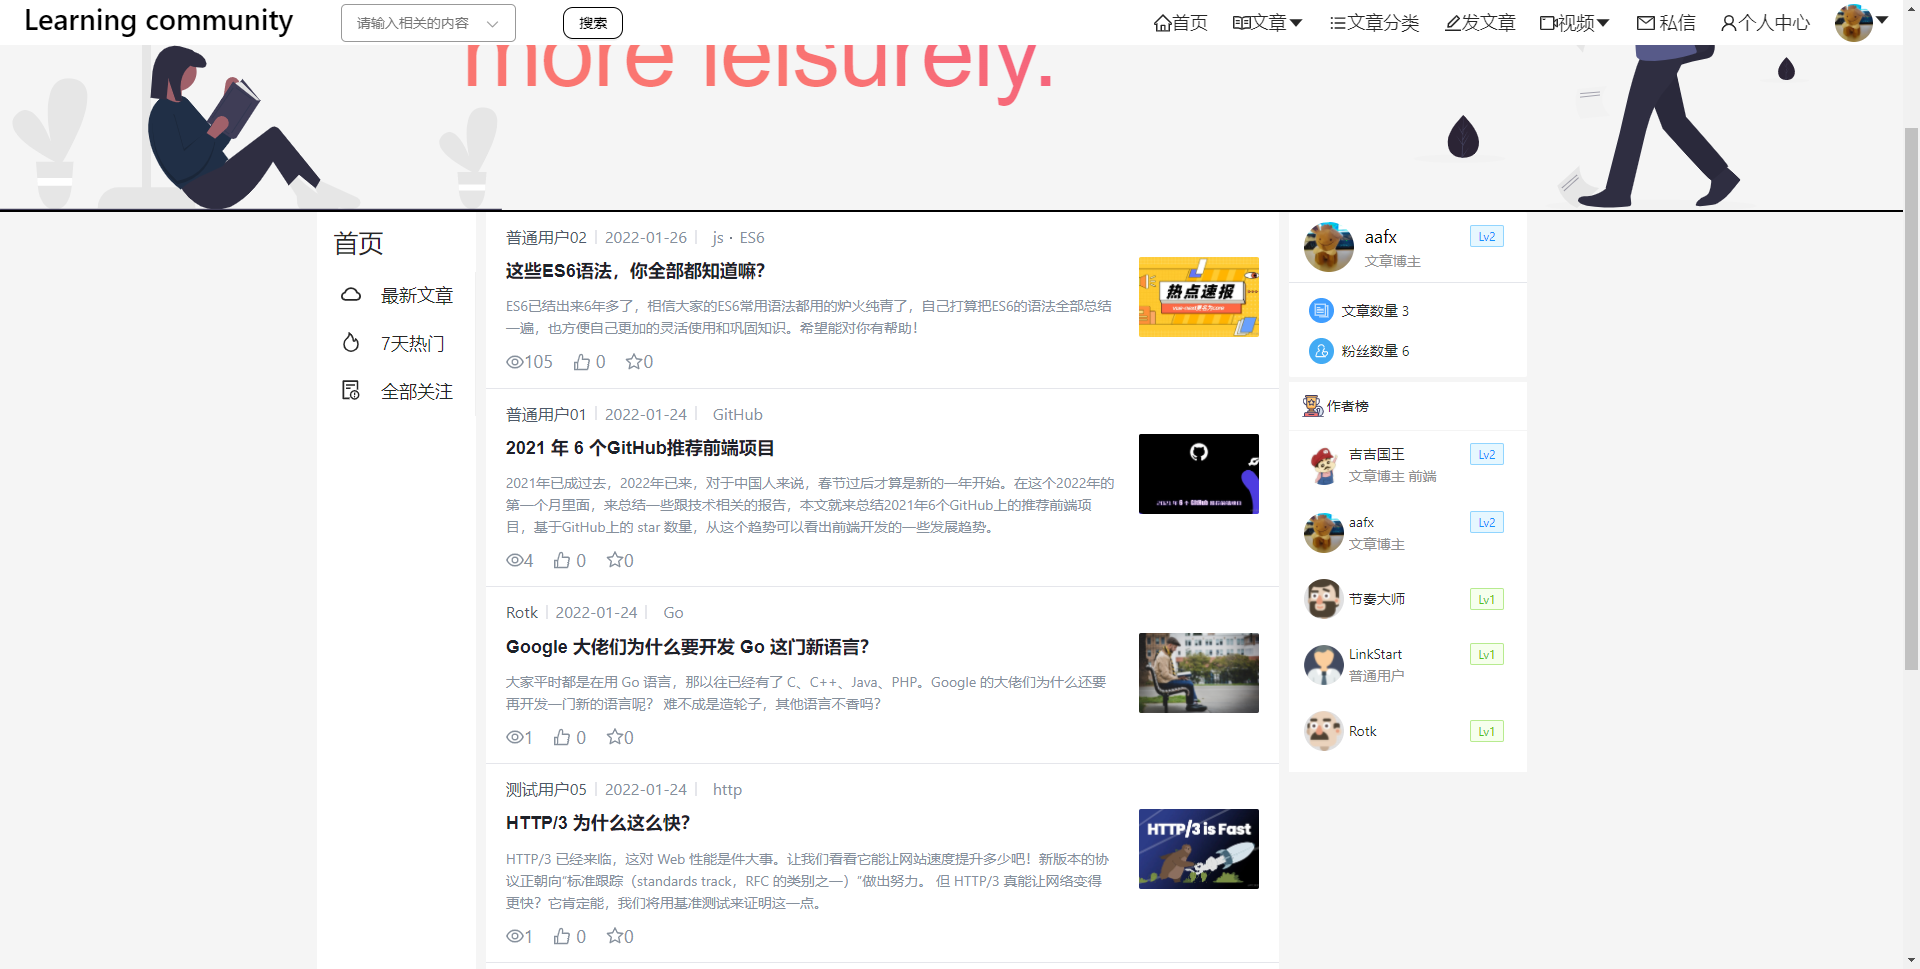 Learning community
请输入相关的内容
搜索
首页
文章
文章分类
发文章
视频
私信
个人中心
more leisurely.
首页
最新文章
7天热门
全部关注
普通用户02 2022-01-26 js · ES6
这些ES6语法，你全部都知道嘛？
ES6已结出来6年多了，相信大家的ES6常用语法都用的炉火纯青了，自己打算把ES6的语法全部总结
一遍，也方便自己更加的灵活使用和巩固知识。希望能对你有帮助！
105 0 0
热点速报
普通用户01 2022-01-24 GitHub
2021 年 6 个GitHub推荐前端项目
2021年已成过去，2022年已来，对于中国人来说，春节过后才算是新的一年开始。在这个2022年的
第一个月里面，来总结一些跟技术相关的报告，本文就来总结2021年6个GitHub上的推荐前端项
目，基于GitHub上的 star 数量，从这个趋势可以看出前端开发的一些发展趋势。
4 0 0
2021 年 6 个 GitHub 推荐前端项目
Rotk 2022-01-24 Go
Google 大佬们为什么要开发 Go 这门新语言？
大家平时都是在用 Go 语言，那以往已经有了 C、C++、Java、PHP。Google 的大佬们为什么还要
再开发一门新的语言呢？ 难不成是造轮子，其他语言不香吗？
1 0 0
测试用户05 2022-01-24 http
HTTP/3 为什么这么快？
HTTP/3 已经来临，这对 Web 性能是件大事。让我们看看它能让网站速度提升多少吧！新版本的协
议正朝向“标准跟踪（standards track，RFC 的类别之一）”做出努力。 但 HTTP/3 真能让网络变得
更快？它肯定能，我们将用基准测试来证明这一点。
1 0 0
HTTP/3 is Fast
aafx Lv2
文章博主
文章数量 3
粉丝数量 6
作者榜
吉吉国王 Lv2
文章博主 前端
aafx Lv2
文章博主
节奏大师 Lv1
LinkStart Lv1
普通用户
Rotk Lv1